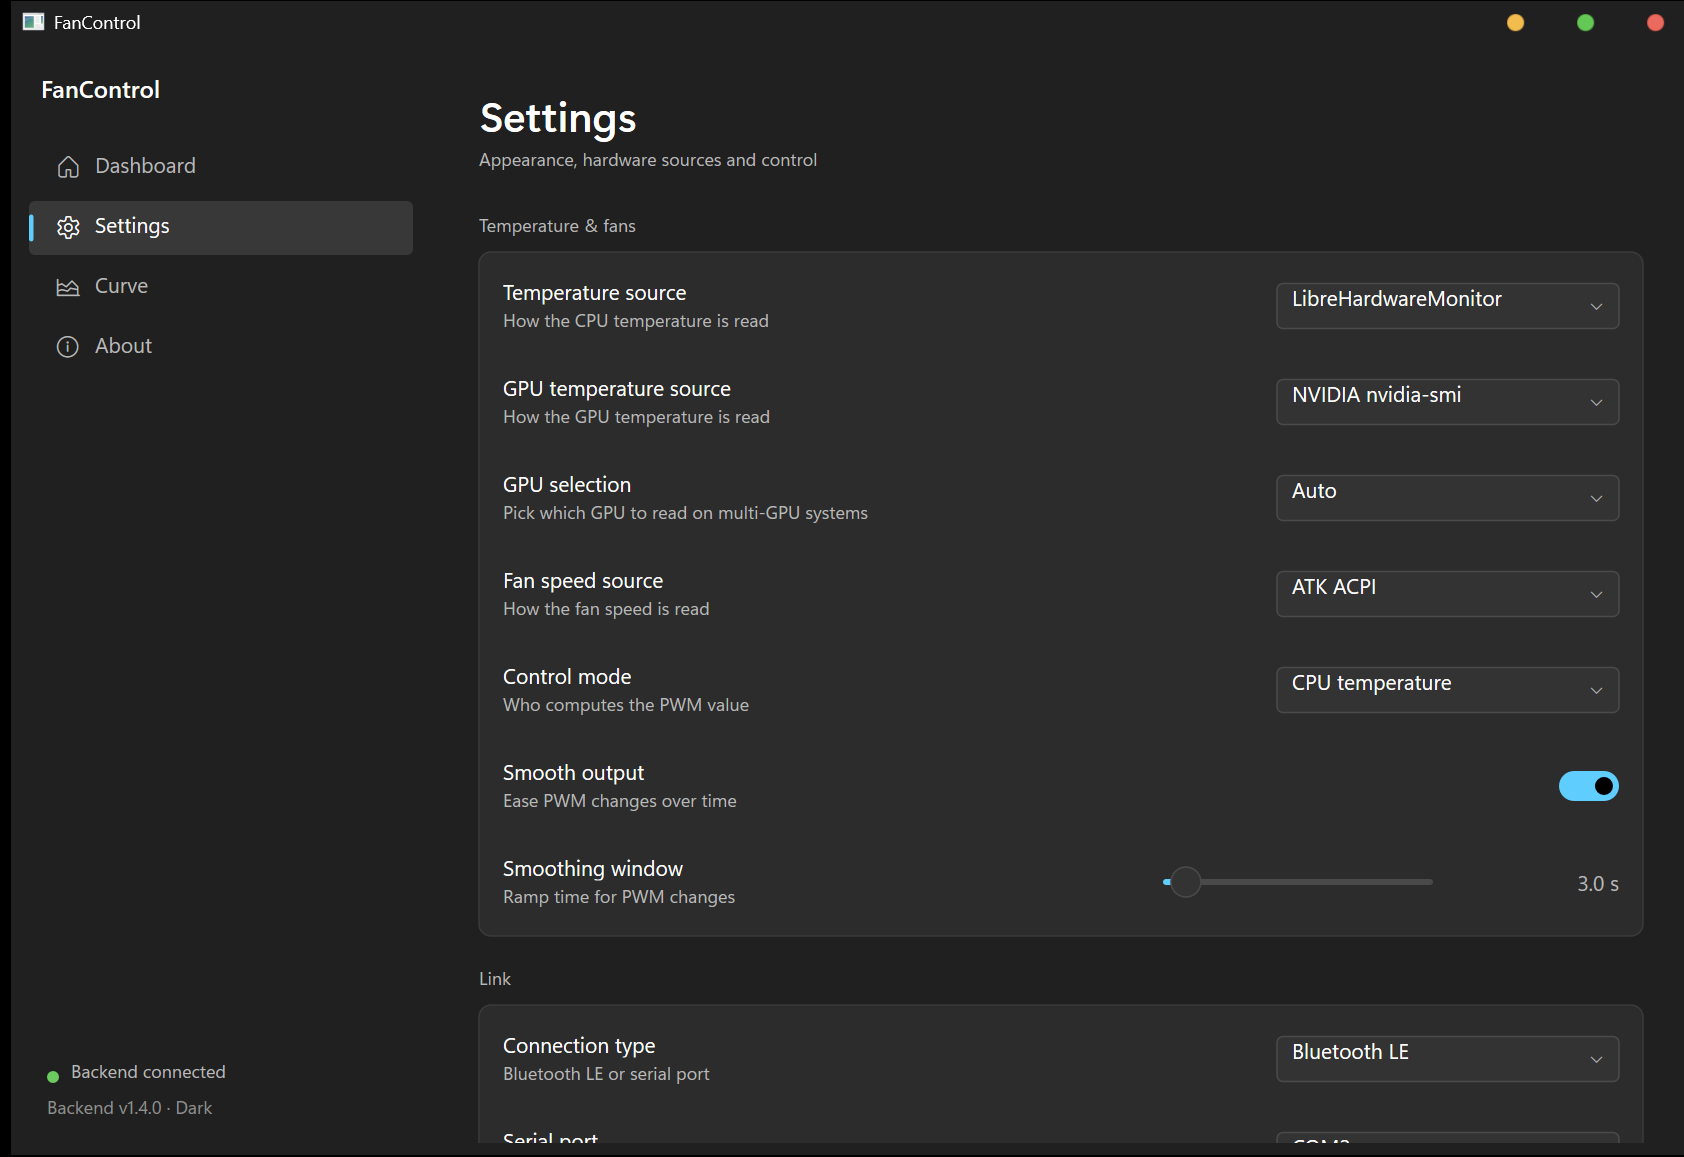 FanControl
FanControl
Dashboard
Settings
Curve
About
Backend connected
Backend v1.4.0 · Dark
Settings
Appearance, hardware sources and control
Temperature & fans
Temperature source
How the CPU temperature is read
LibreHardwareMonitor
GPU temperature source
How the GPU temperature is read
NVIDIA nvidia-smi
GPU selection
Pick which GPU to read on multi-GPU systems
Auto
Fan speed source
How the fan speed is read
ATK ACPI
Control mode
Who computes the PWM value
CPU temperature
Smooth output
Ease PWM changes over time
Smoothing window
Ramp time for PWM changes
3.0 s
Link
Connection type
Bluetooth LE or serial port
Bluetooth LE
Serial port